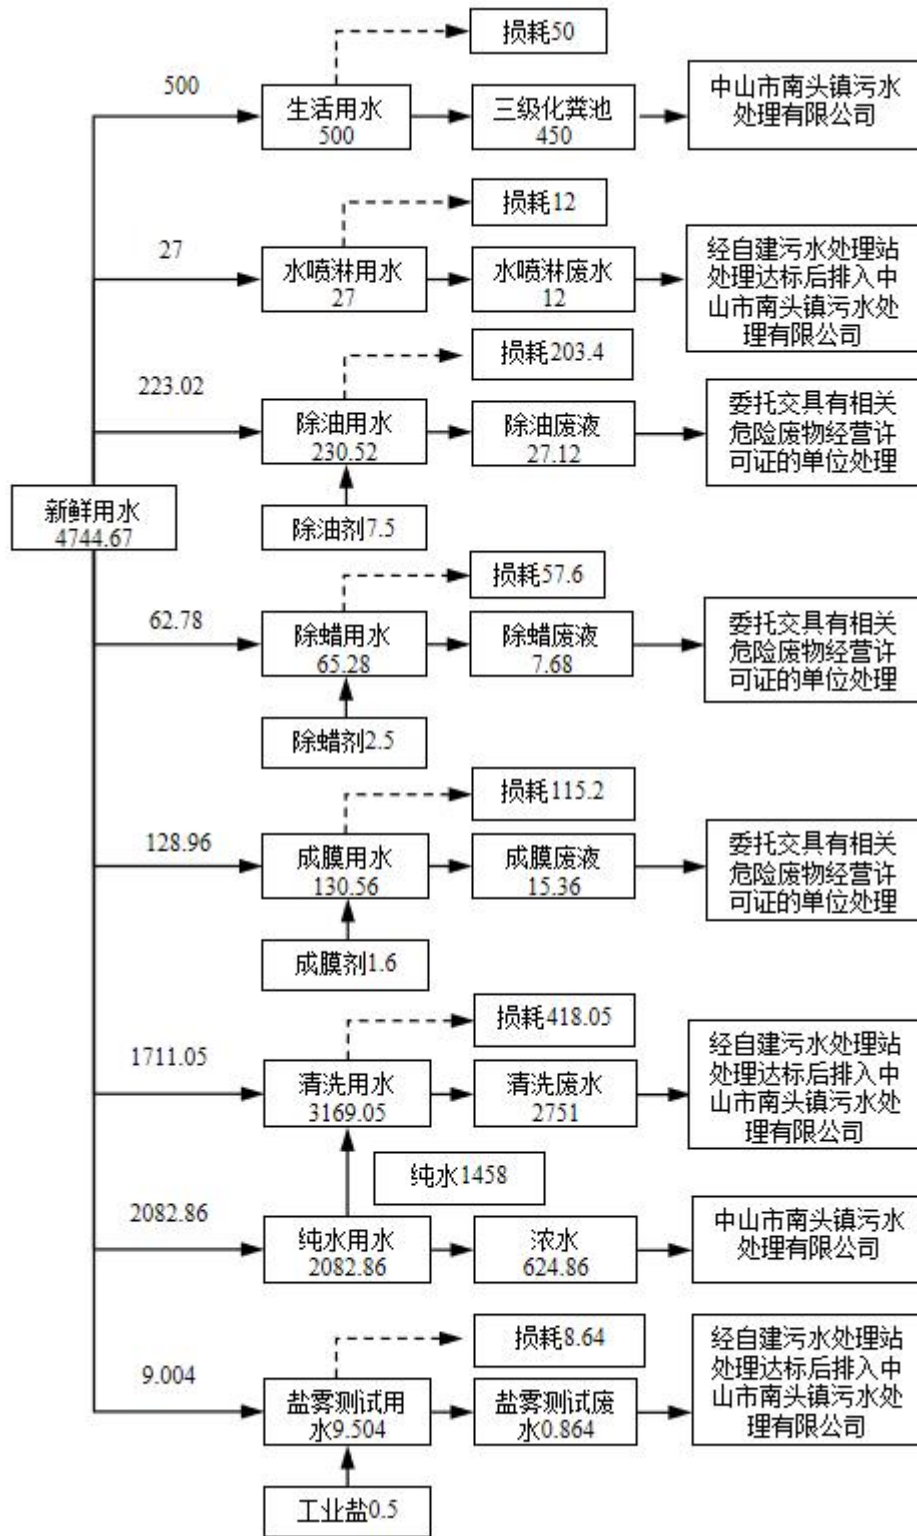 损耗50
500
生活用水
500
三级化粪池
450
中山市南头镇污水
处理有限公司
损耗12
27
水喷淋用水
27
水喷淋废水
12
经自建污水处理站
处理达标后排入中
山市南头镇污水处
理有限公司
损耗203.4
223.02
除油用水
230.52
除油废液
27.12
委托交具有相关
危险废物经营许
可证的单位处理
新鲜用水
4744.67
除油剂7.5
损耗57.6
62.78
除蜡用水
65.28
除蜡废液
7.68
委托交具有相关
危险废物经营许
可证的单位处理
除蜡剂2.5
损耗115.2
128.96
成膜用水
130.56
成膜废液
15.36
委托交具有相关
危险废物经营许
可证的单位处理
成膜剂1.6
损耗418.05
1711.05
清洗用水
3169.05
清洗废水
2751
经自建污水处理站
处理达标后排入中
山市南头镇污水处
理有限公司
纯水1458
2082.86
纯水用水
2082.86
浓水
624.86
中山市南头镇污水
处理有限公司
损耗8.64
9.004
盐雾测试用
水9.504
盐雾测试废
水0.864
经自建污水处理站
处理达标后排入中
山市南头镇污水处
理有限公司
工业盐0.5